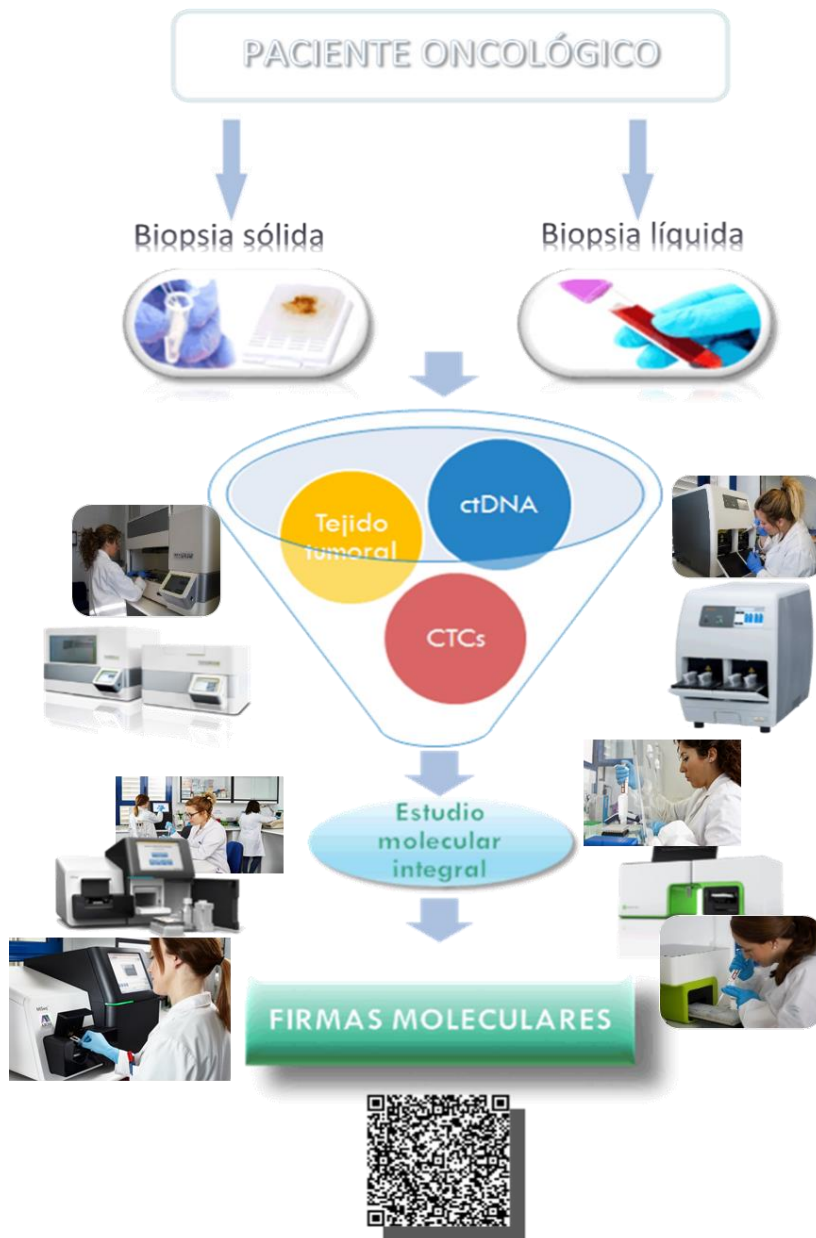 PACIENTE ONCOLÓGICO
Biopsia sólida
Biopsia líquida
Tejido
tumoral
ctDNA
CTCs
Estudio
molecular
integral
FIRMAS MOLECULARES